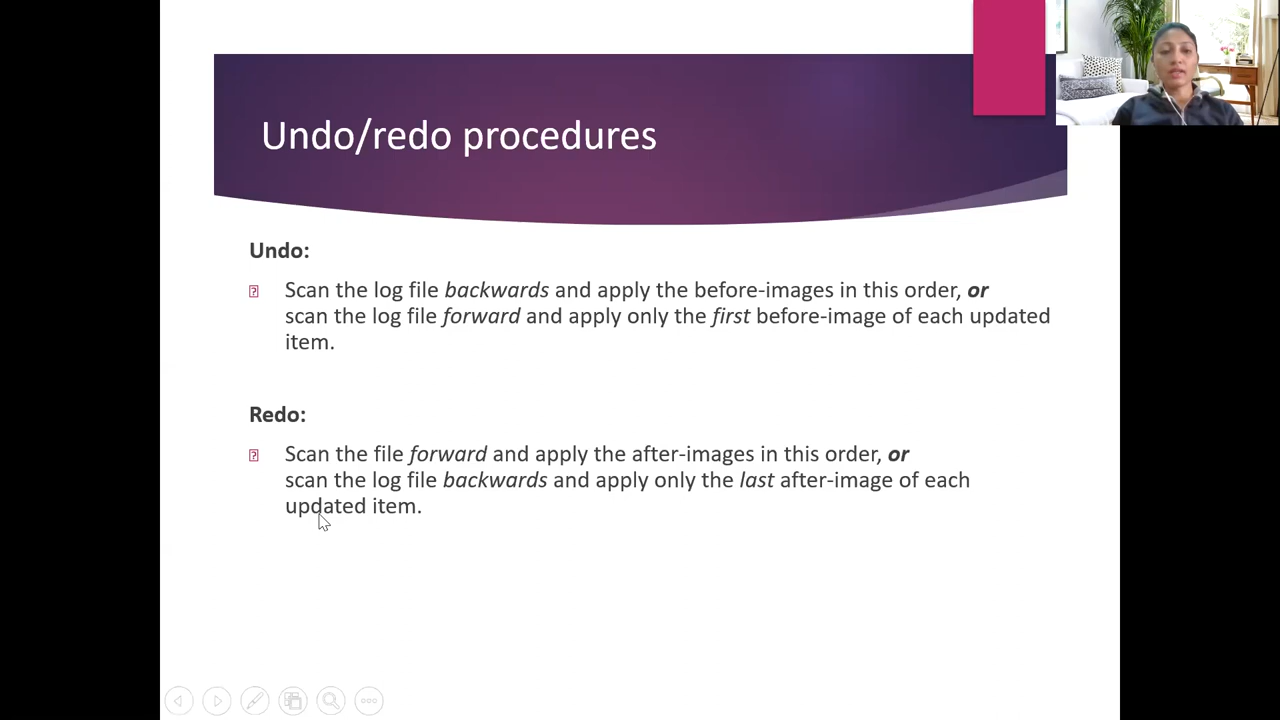 Undo/redo procedures
Undo:
Scan the log file backwards and apply the before-images in this order, or
scan the log file forward and apply only the first before-image of each updated
item.
Redo:
Scan the file forward and apply the after-images in this order, or
scan the log file backwards and apply only the last after-image of each
updated item.